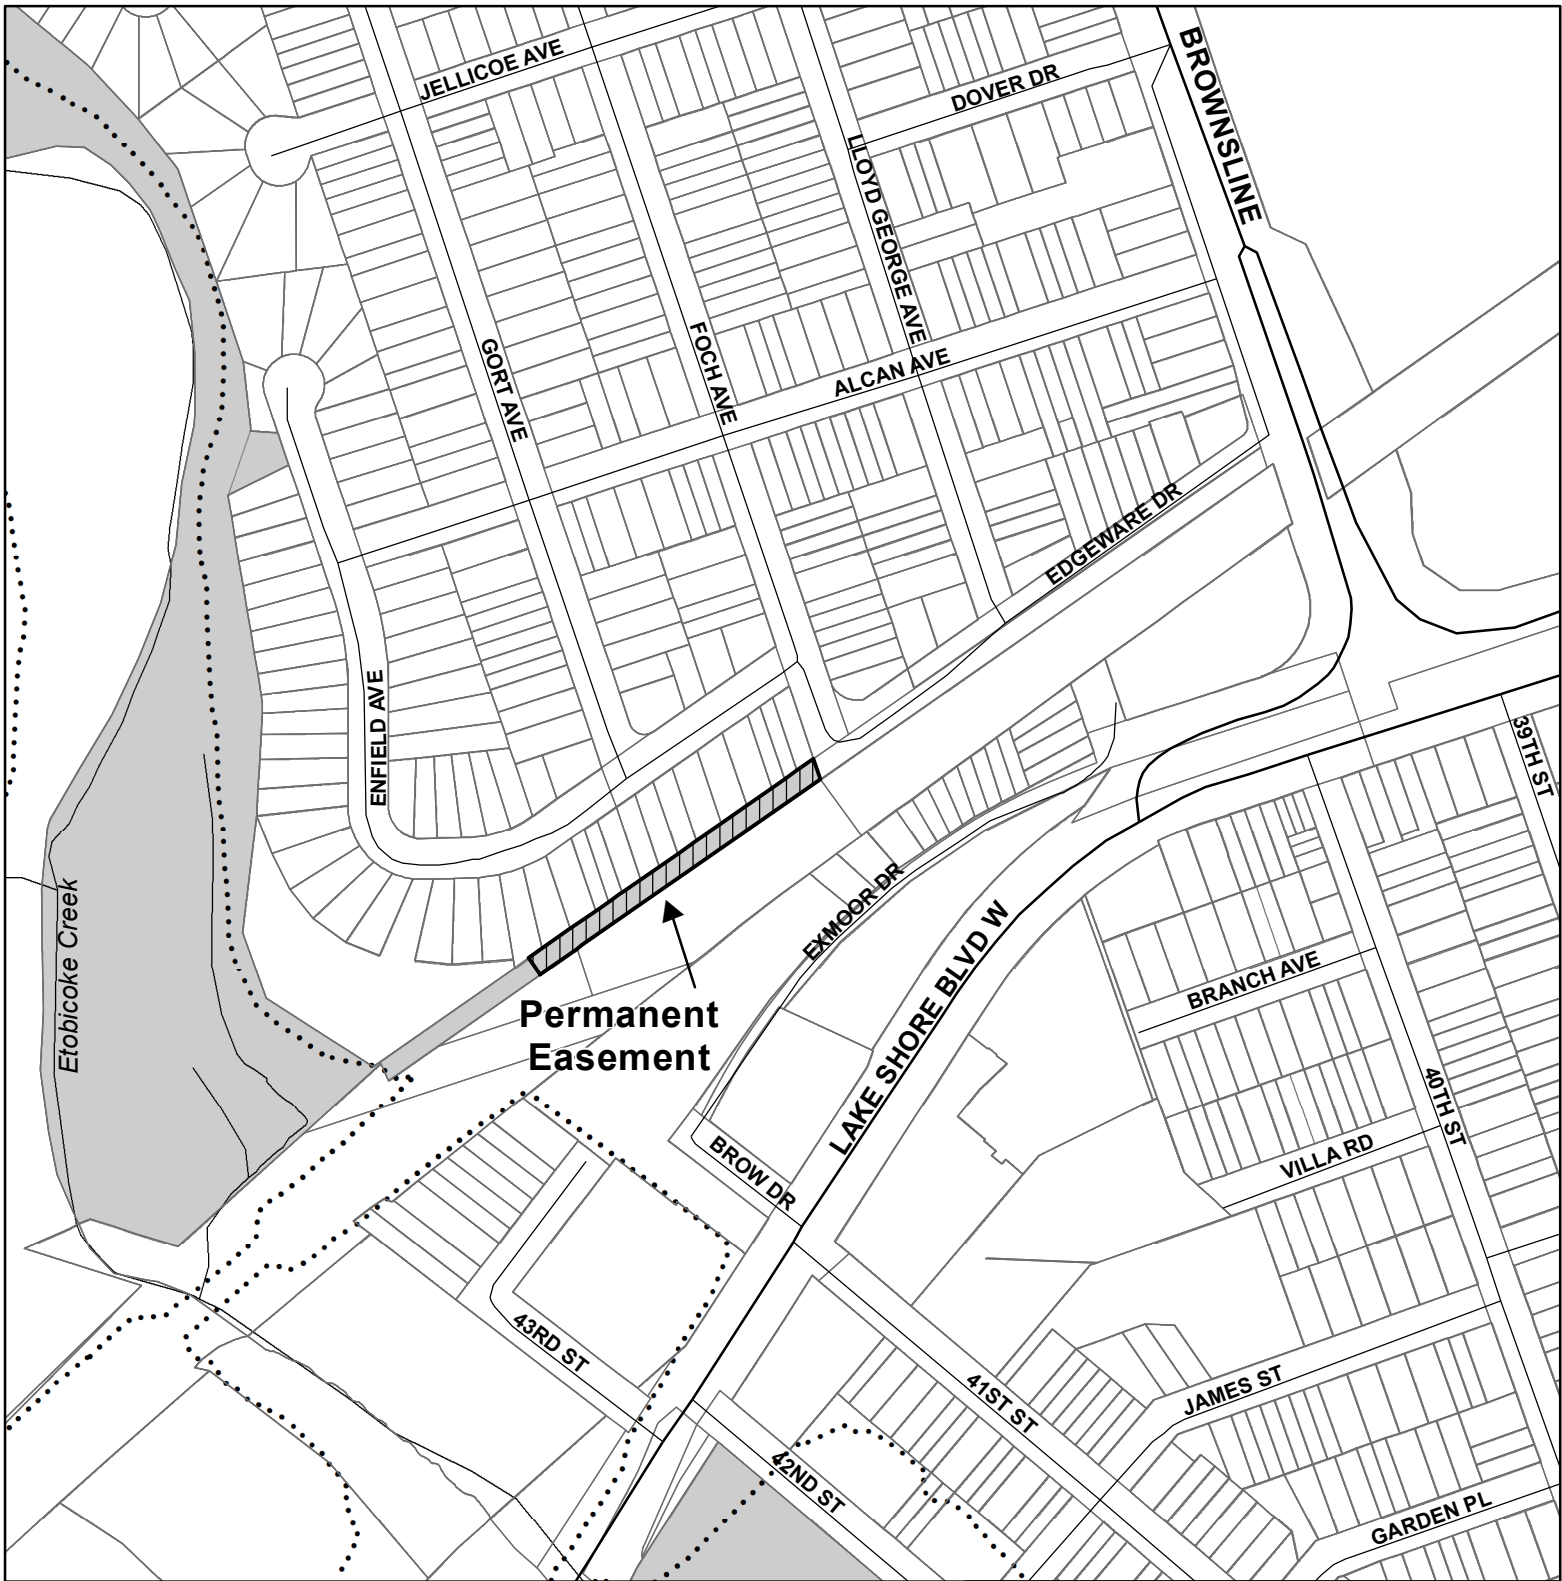 JELLICOE AVE
DOVER DR
BROWNSLINE
LLOYD GEORGE AVE
GORT AVE
FOCH AVE
ALCAN AVE
EDGEWARE DR
ENFIELD AVE
39TH ST
EXMOOR DR
Etobicoke Creek
LAKE SHORE BLVD W
BRANCH AVE
Permanent
Easement
40TH ST
BROW DR
VILLA RD
43RD ST
41ST ST
JAMES ST
42ND ST
GARDEN PL